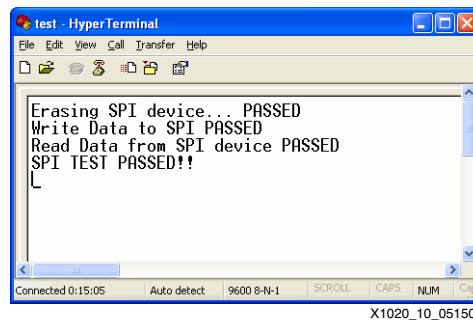 test - HyperTerminal
File Edit View Call Transfer Help
Erasing SPI device... PASSED
Write Data to SPI PASSED
Read Data from SPI device PASSED
SPI TEST PASSED!!
Connected 0:15:05 Auto detect 9600 8-N-1 SCROLL CAPS NUM